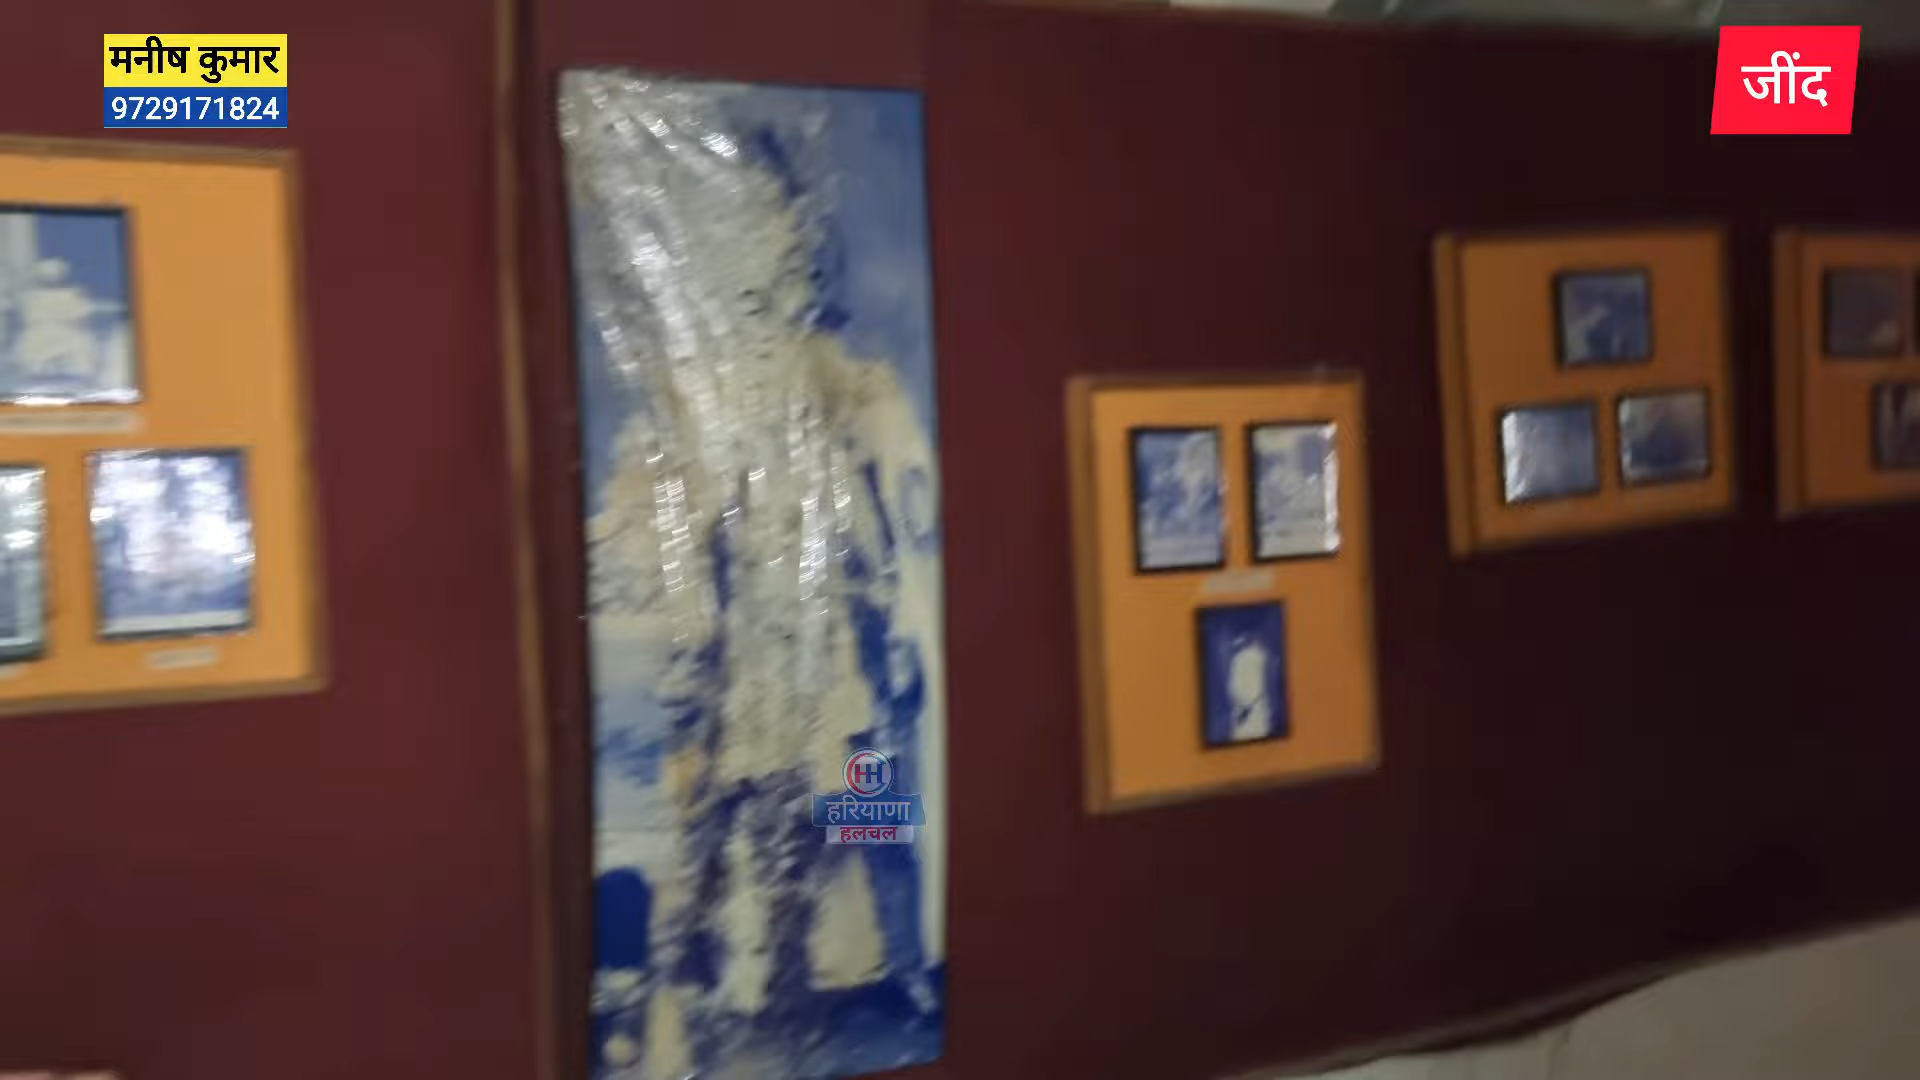 मनीष कुमार
9729171824
जींद
हरियाणा
हलचल